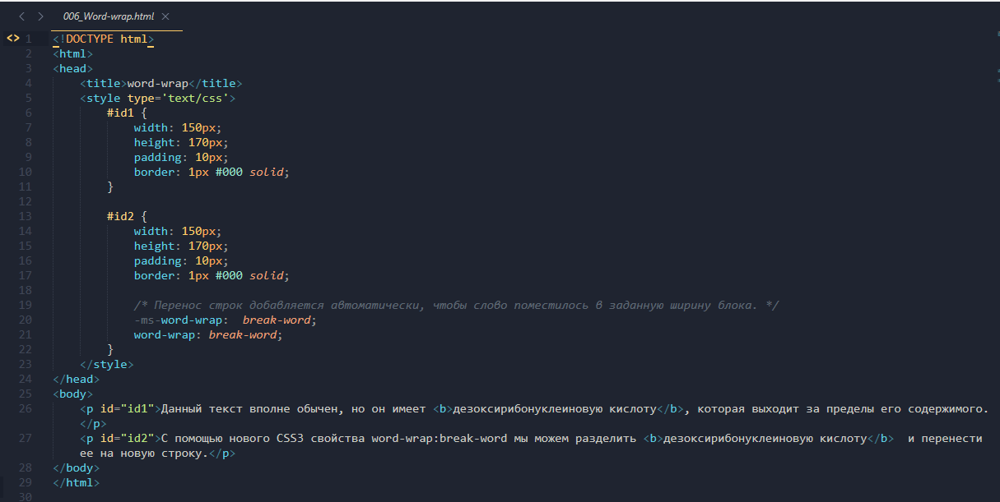 006_Word-wrap.html ×
<> 1 <!DOCTYPE html>
2 <html>
3 <head>
4 <title>word-wrap</title>
5 <style type='text/css'>
6 #id1 {
7 width: 150px;
8 height: 170px;
9 padding: 10px;
10 border: 1px #000 solid;
11 }
12
13 #id2 {
14 width: 150px;
15 height: 170px;
16 padding: 10px;
17 border: 1px #000 solid;
18
19 /* Перенос строк добавляется автоматически, чтобы слово поместилось в заданную ширину блока. */
20 -ms-word-wrap:  break-word;
21 word-wrap: break-word;
22 }
23 </style>
24 </head>
25 <body>
26 <p id="id1">Данный текст вполне обычен, но он имеет <b>дезоксирибонуклеиновую кислоту</b>, которая выходит за пределы его содержимого.
</p>
27 <p id="id2">С помощью нового CSS3 свойства word-wrap:break-word мы можем разделить <b>дезоксирибонуклеиновую кислоту</b>  и перенести
ее на новую строку.</p>
28 </body>
29 </html>
30